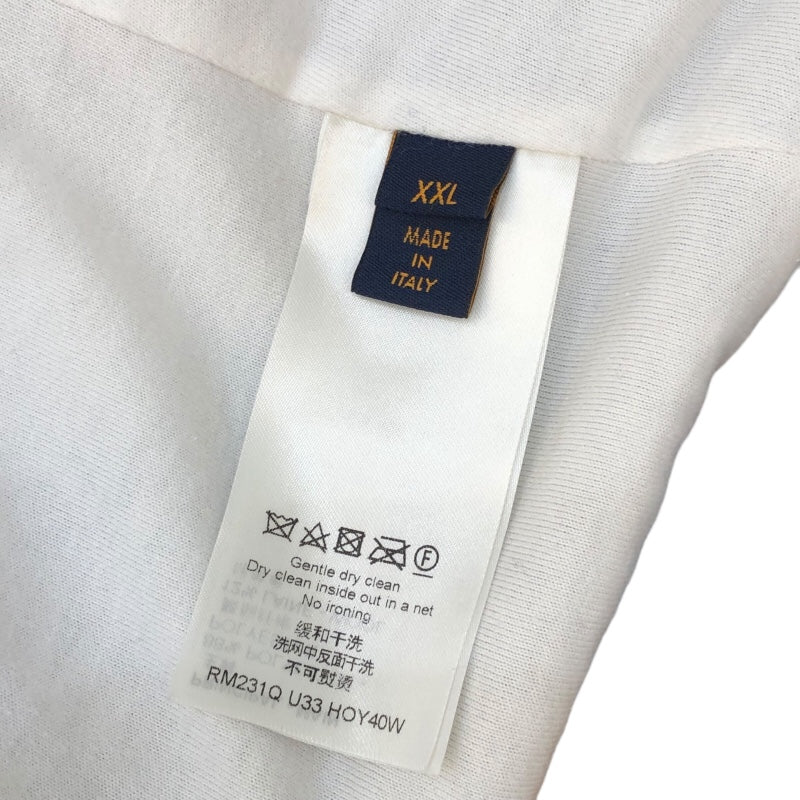 XXL
MADE
IN
ITALY
F
Gentle dry clean
Dry clean inside out in a net
No ironing
缓和干洗
洗网中反面干洗
不可熨烫
RM231Q U33 HOY40W